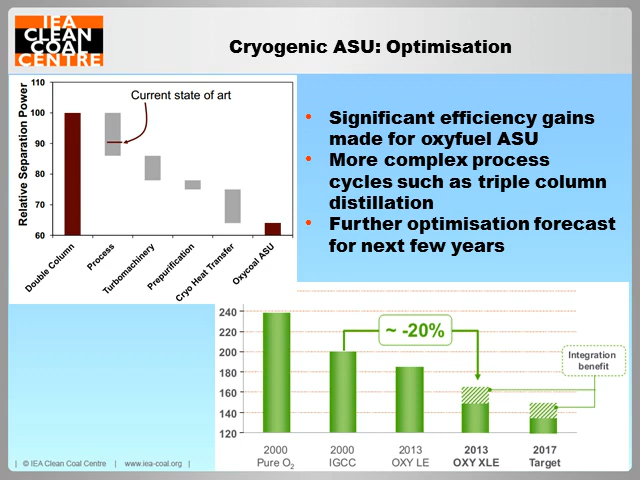 IEA
CLEAN
COAL
CENTRE
Cryogenic ASU: Optimisation
Relative Separation Power
110
100
90
80
70
60
Current state of art
Double Column
Process
Turbomachinery
Prepurification
Cryo Heat Transfer
Oxycoal ASU
• Significant efficiency gains
made for oxyfuel ASU
• More complex process
cycles such as triple column
distillation
• Further optimisation forecast
for next few years
240
220
200
180
160
140
120
~ -20%
Integration
benefit
2000
Pure O₂
2000
IGCC
2013
OXY LE
2013
OXY XLE
2017
Target
| © IEA Clean Coal Centre | www.iea-coal.org |